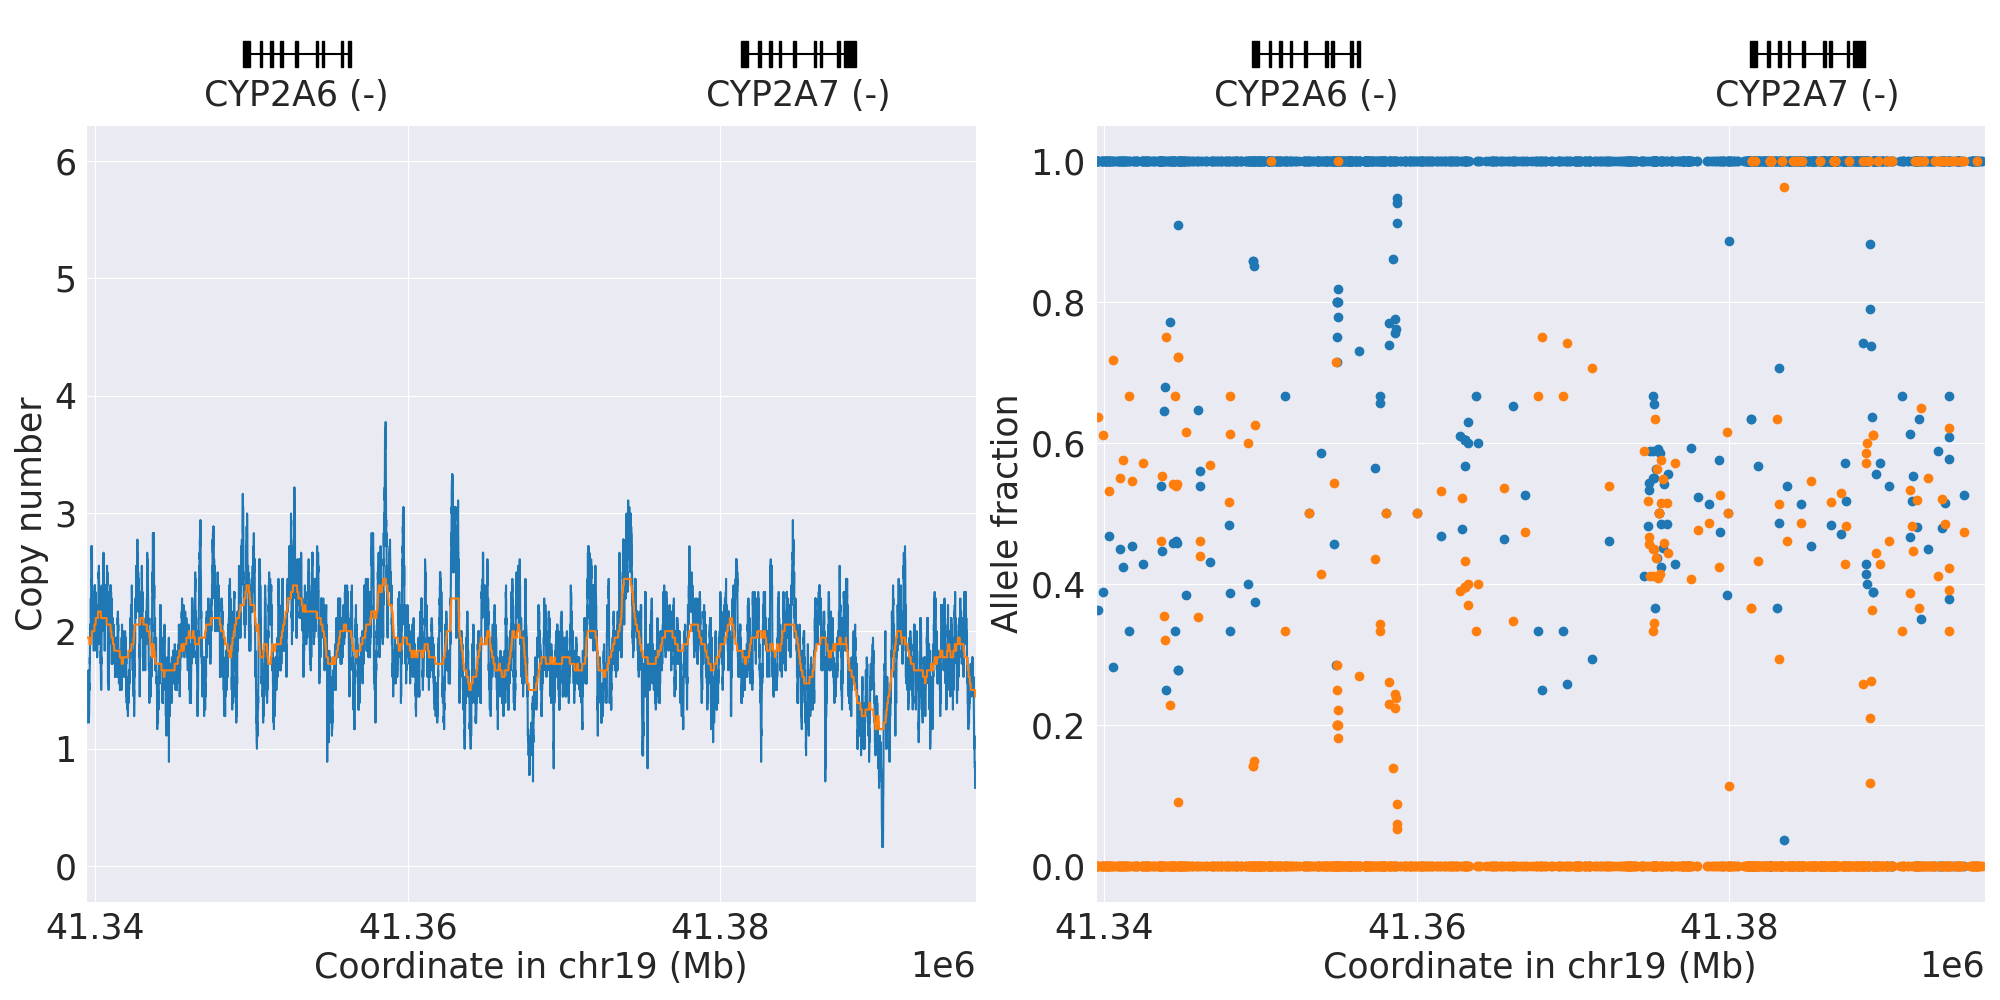 CYP2A6 (-)
CYP2A7 (-)
6
5
4
3
2
1
0
Copy number
41.34
41.36
41.38
Coordinate in chr19 (Mb)
1e6
CYP2A6 (-)
CYP2A7 (-)
1.0
0.8
0.6
0.4
0.2
0.0
Allele fraction
41.34
41.36
41.38
Coordinate in chr19 (Mb)
1e6